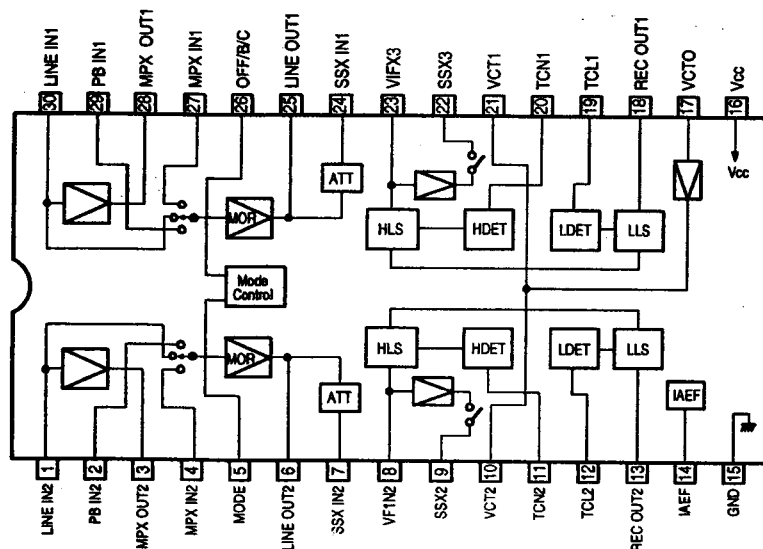 LINE IN1
PB IN1
MPX OUT1
MPX IN1
OFF/B/C
LINE OUT1
SSX IN1
VIFX3
SSX3
VCT1
TCN1
TCL1
REC OUT1
VCTO
Vcc
30
29
28
27
26
25
24
23
22
21
20
19
18
17
16
Vcc
ATT
MOR
HLS
HDET
LDET
LLS
Mode
Control
MOR
ATT
HLS
HDET
LDET
LLS
IAEF
1
2
3
4
5
6
7
8
9
10
11
12
13
14
15
LINE IN2
PB IN2
MPX OUT2
MPX IN2
MODE
LINE OUT2
SSX IN2
VF1N2
SSX2
VCT2
TCN2
TCL2
REC OUT2
IAEF
GND